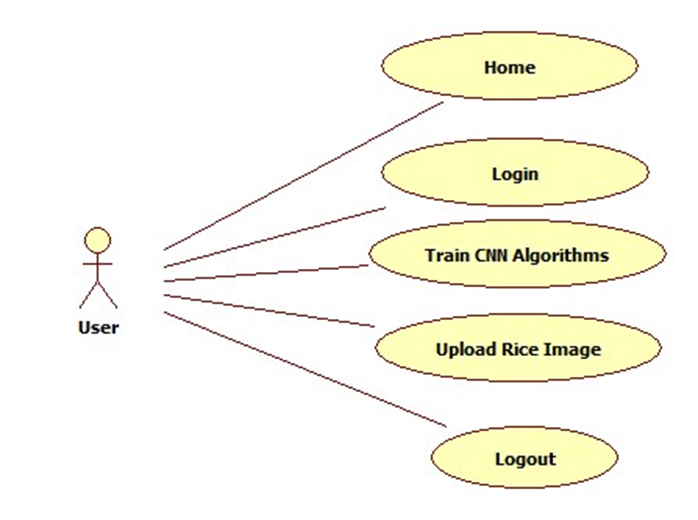 Home
Login
Train CNN Algorithms
User
Upload Rice Image
Logout